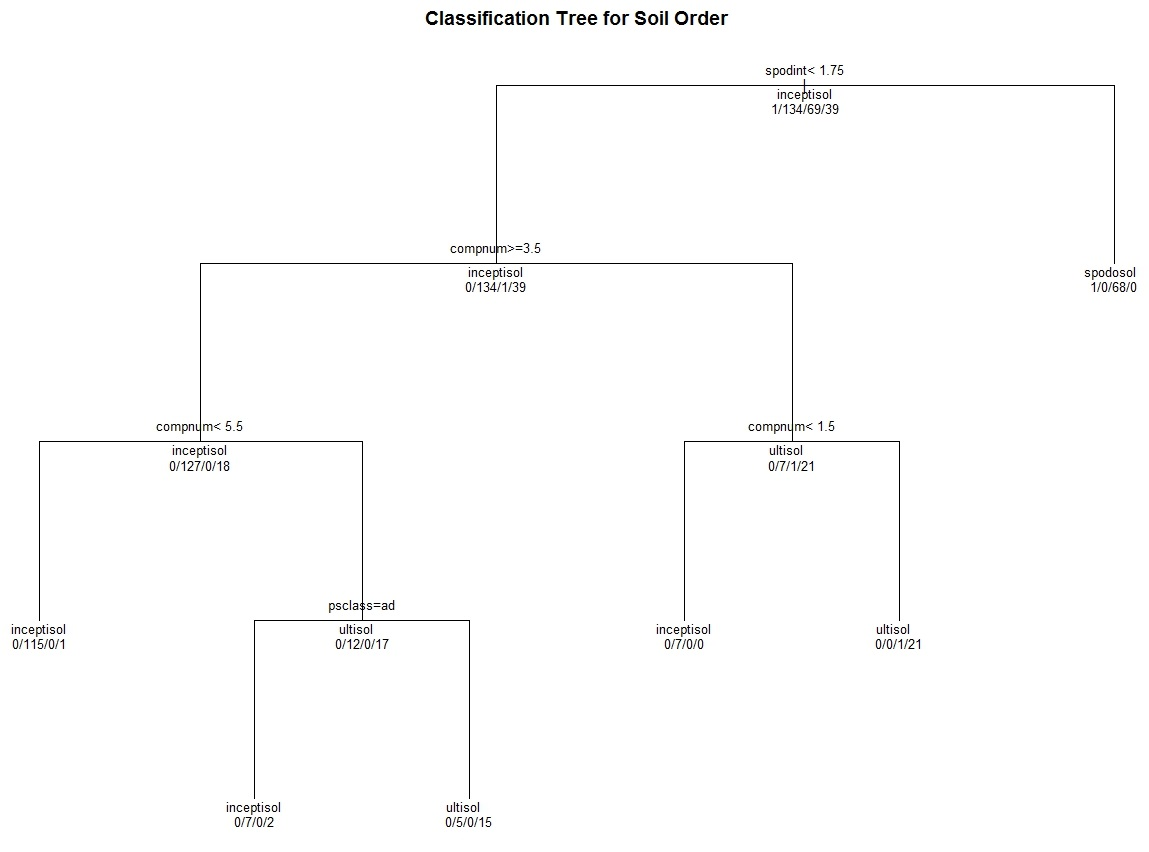 Classification Tree for Soil Order
spodint< 1.75
inceptisol
1/134/69/39
compnum>=3.5
inceptisol
0/134/1/39
spodosol
1/0/68/0
compnum< 5.5
inceptisol
0/127/0/18
compnum< 1.5
ultisol
0/7/1/21
inceptisol
0/115/0/1
psclass=ad
ultisol
0/12/0/17
inceptisol
0/7/0/0
ultisol
0/0/1/21
inceptisol
0/7/0/2
ultisol
0/5/0/15